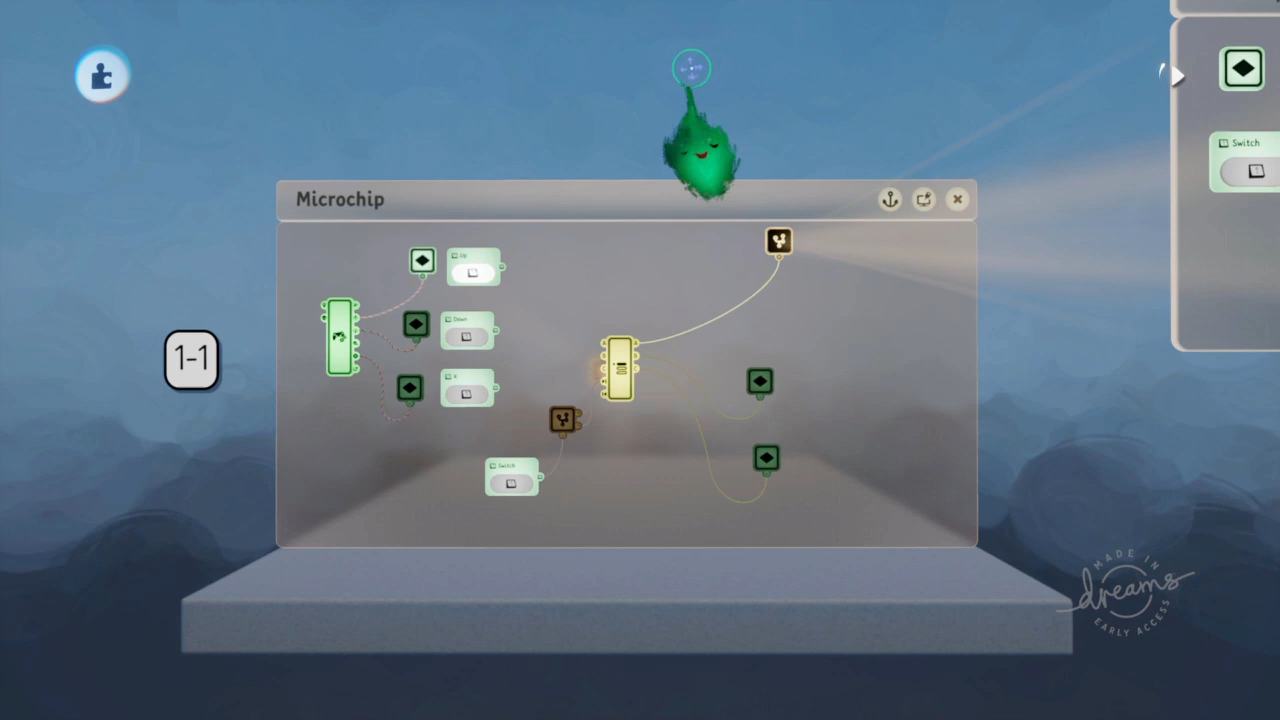 Microchip
Switch
Up
Down
X
1-1
Switch
MADE IN
dreams
EARLY ACCESS